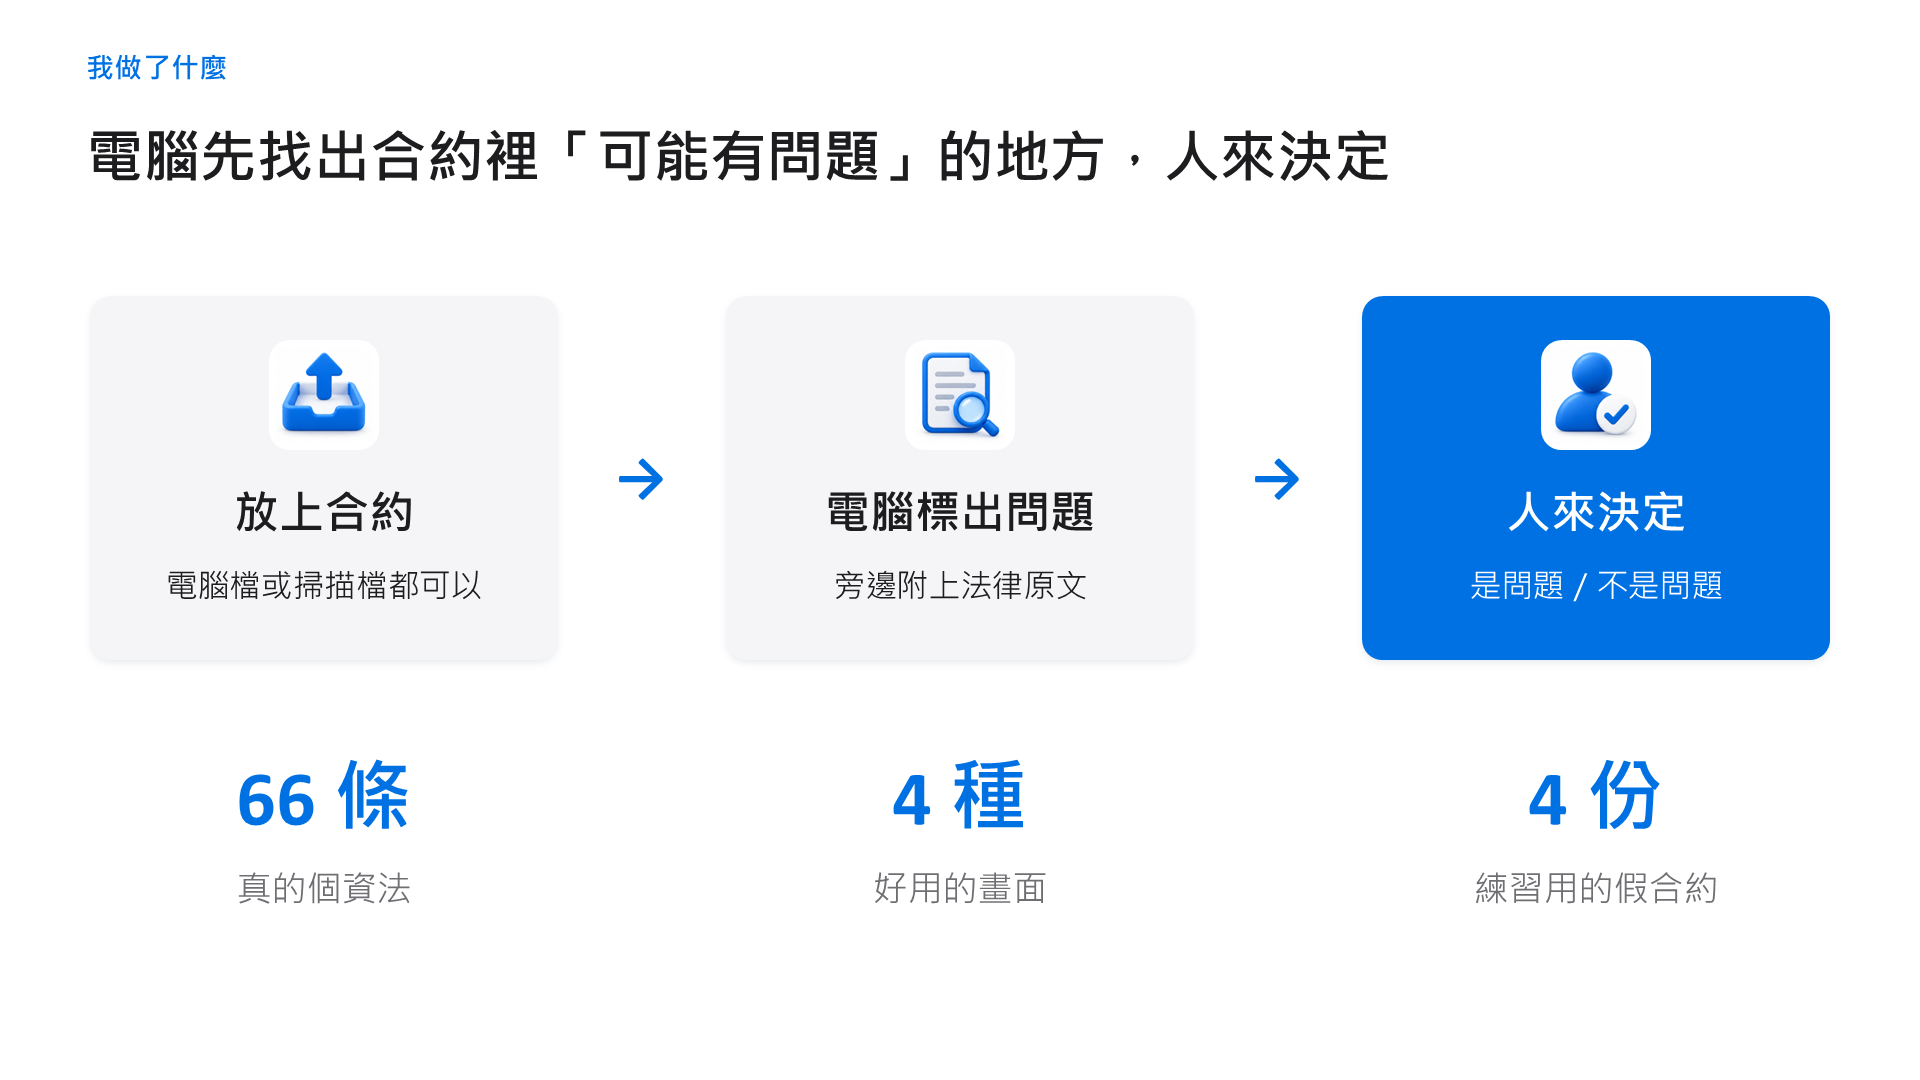 我做了什麼
電腦先找出合約裡「可能有問題」的地方，人來決定
放上合約
電腦檔或掃描檔都可以
電腦標出問題
旁邊附上法律原文
人來決定
是問題 / 不是問題
66 條
真的個資法
4 種
好用的畫面
4 份
練習用的假合約